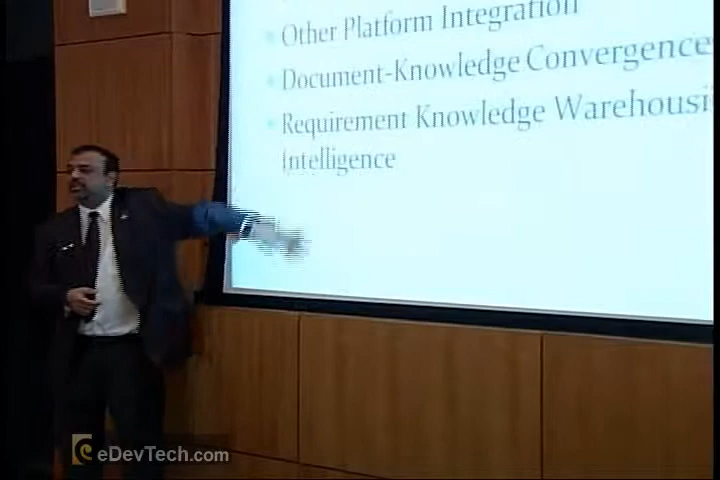 Other Platform Integration
Document-Knowledge Convergence
Requirement Knowledge Warehousi
Intelligence
eDevTech.com